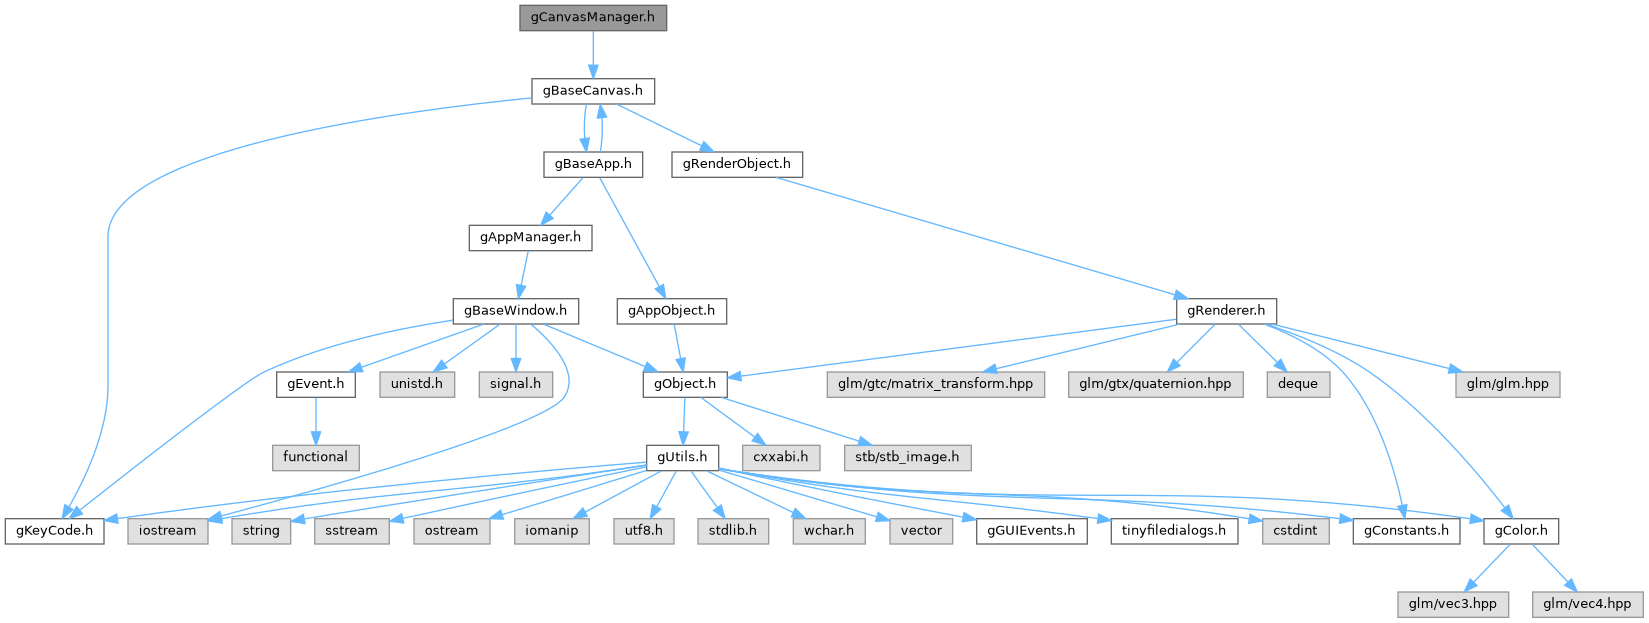 gCanvasManager.h
gBaseCanvas.h
gBaseApp.h
gRenderObject.h
gAppManager.h
gBaseWindow.h
gAppObject.h
gRenderer.h
gEvent.h
unistd.h
signal.h
gObject.h
glm/gtc/matrix_transform.hpp
glm/gtx/quaternion.hpp
deque
glm/glm.hpp
functional
gUtils.h
cxxabi.h
stb/stb_image.h
gKeyCode.h
iostream
string
sstream
ostream
iomanip
utf8.h
stdlib.h
wchar.h
vector
gGUIEvents.h
tinyfiledialogs.h
cstdint
gConstants.h
gColor.h
glm/vec3.hpp
glm/vec4.hpp